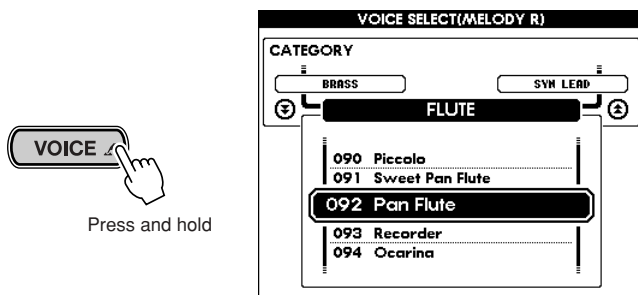 VOICE SELECT(MELODY R)
CATEGORY
BRASS
SYN LEAD
FLUTE
090 Piccolo
091 Sweet Pan Flute
092 Pan Flute
093 Recorder
094 Ocarina
VOICE
Press and hold